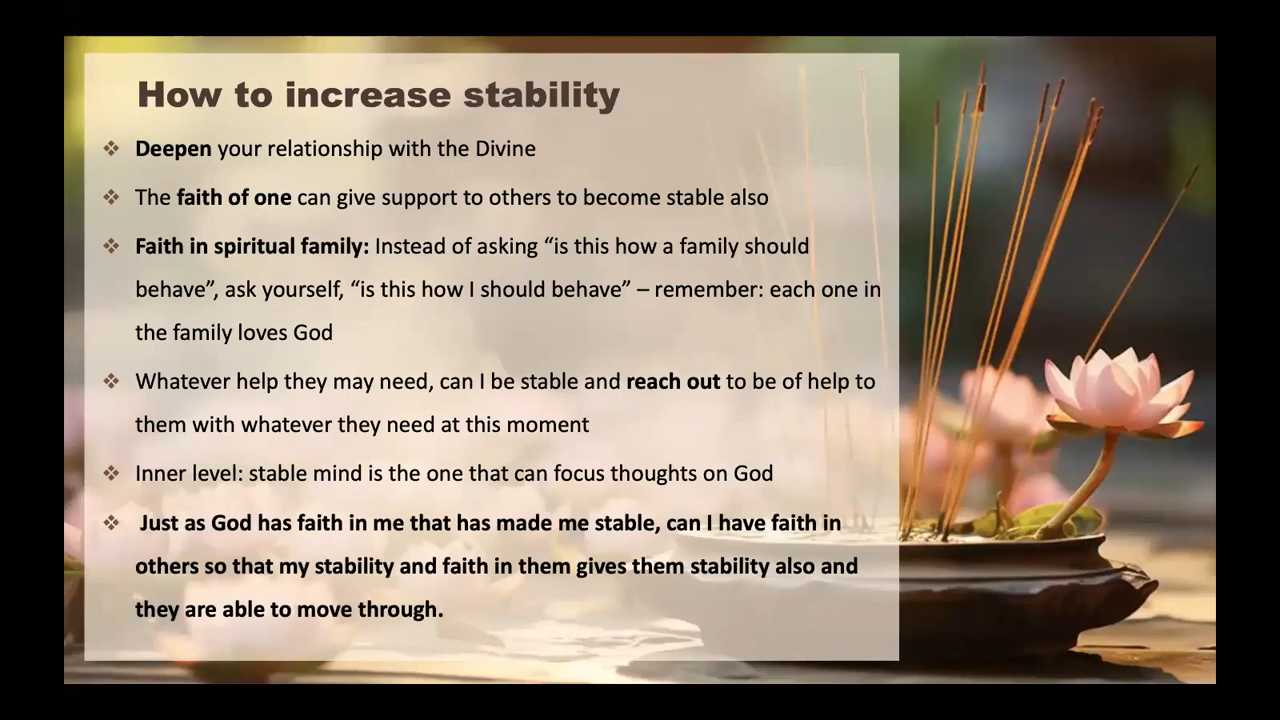 How to increase stability
❖ Deepen your relationship with the Divine
❖ The faith of one can give support to others to become stable also
❖ Faith in spiritual family: Instead of asking “is this how a family should
behave”, ask yourself, “is this how I should behave” – remember: each one in
the family loves God
❖ Whatever help they may need, can I be stable and reach out to be of help to
them with whatever they need at this moment
❖ Inner level: stable mind is the one that can focus thoughts on God
❖ Just as God has faith in me that has made me stable, can I have faith in
others so that my stability and faith in them gives them stability also and
they are able to move through.